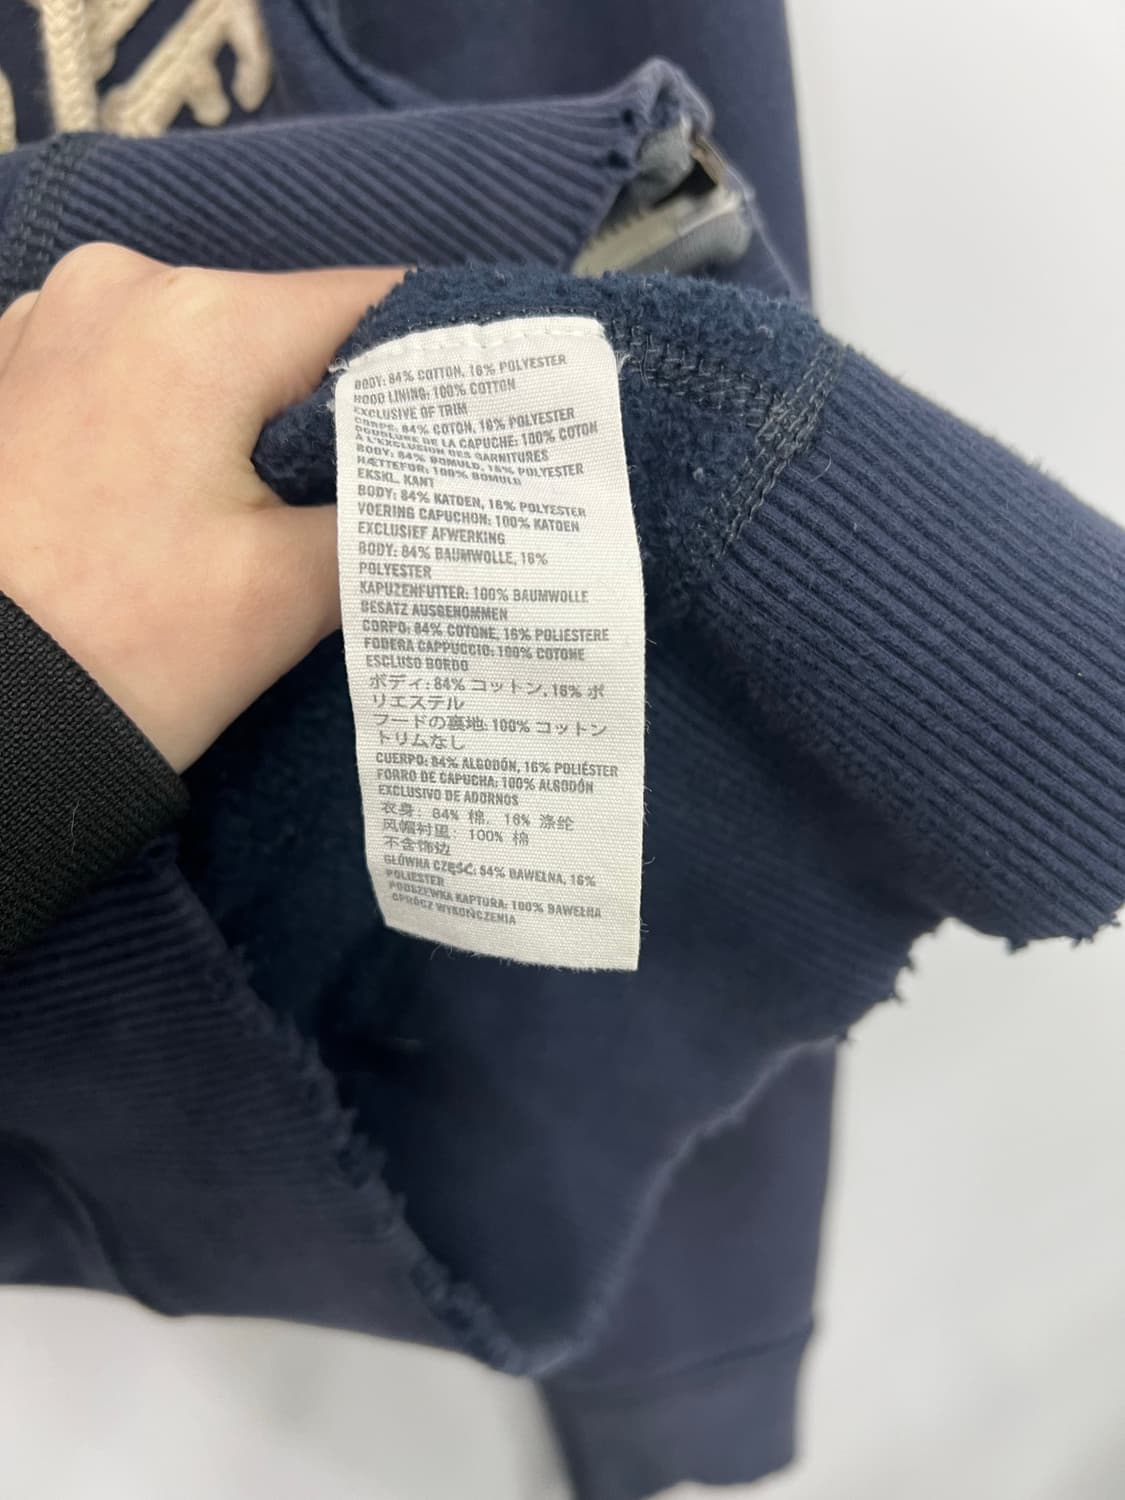 BODY: 84% COTTON, 16% POLYESTER
HOOD LINING: 100% COTTON
EXCLUSIVE OF TRIM
CORPS: 84% COTON, 16% POLYESTER
DOUBLURE DE LA CAPUCHE: 100% COTON
À L'EXCLUSION DES GARNITURES
BODY: 84% BOMULD, 16% POLYESTER
HÆTTEFOR: 100% BOMULD
EKSKL. KANT
BODY: 84% KATOEN, 16% POLYESTER
VOERING CAPUCHON: 100% KATOEN
EXCLUSIEF AFWERKING
BODY: 84% BAUMWOLLE, 16%
POLYESTER
KAPUZENFUTTER: 100% BAUMWOLLE
BESATZ AUSGENOMMEN
CORPO: 84% COTONE, 16% POLIESTERE
FODERA CAPPUCCIO: 100% COTONE
ESCLUSO BORDO
ボディ: 84% コットン, 16% ポ
リエステル
フードの裏地: 100% コットン
トリムなし
CUERPO: 84% ALGODÓN, 16% POLIÉSTER
FORRO DE CAPUCHA: 100% ALGODÓN
EXCLUSIVO DE ADORNOS
衣身: 84% 棉, 16% 涤纶
风帽衬里: 100% 棉
不含饰边
GŁÓWNA CZĘŚĆ: 84% BAWEŁNA, 16%
POLIESTER
PODSZEWKA KAPTURA: 100% BAWEŁNA
OPRÓCZ WYKOŃCZENIA